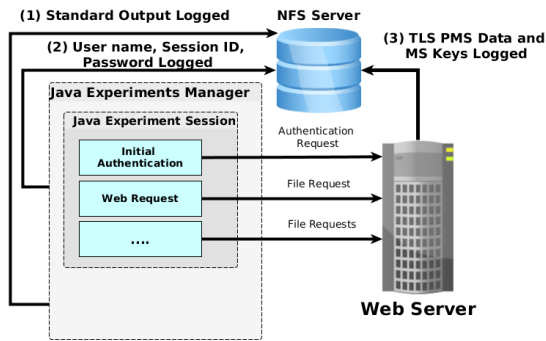 (1) Standard Output Logged
NFS Server
(2) User name, Session ID,
Password Logged
(3) TLS PMS Data and
MS Keys Logged
Java Experiments Manager
Java Experiment Session
Initial
Authentication
Web Request
....
Authentication
Request
File Request
File Requests
Web Server